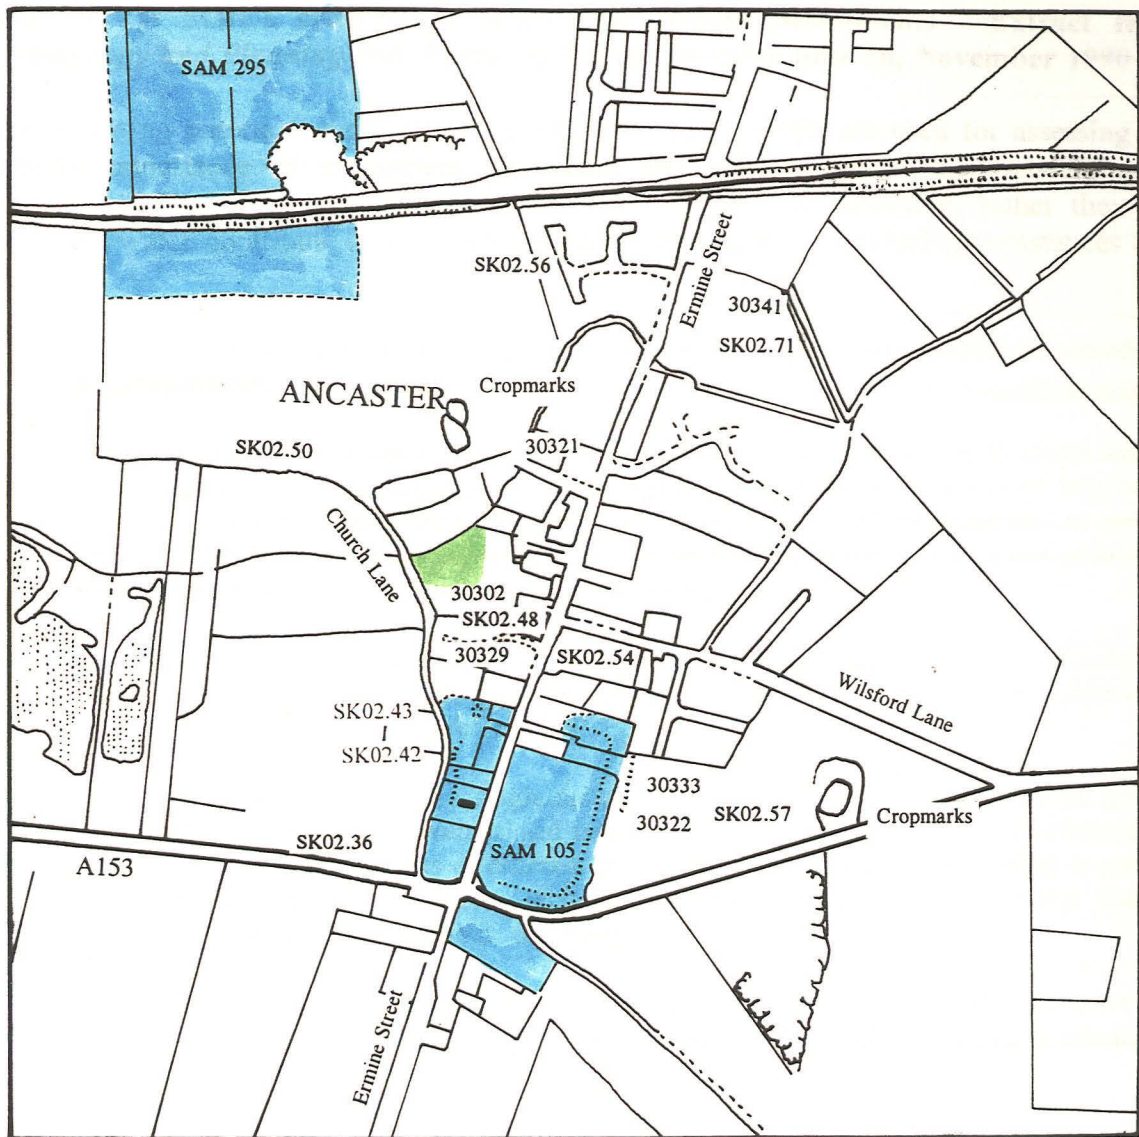 SAM 295
SK02.56
Ermine Street
30341
SK02.71
ANCASTER
Cropmarks
SK02.50
30321
Church Lane
30302
SK02.48
30329
SK02.54
Wilsford Lane
SK02.43
SK02.42
30333
30322
SK02.57
Cropmarks
SK02.36
SAM 105
A153
Ermine Street